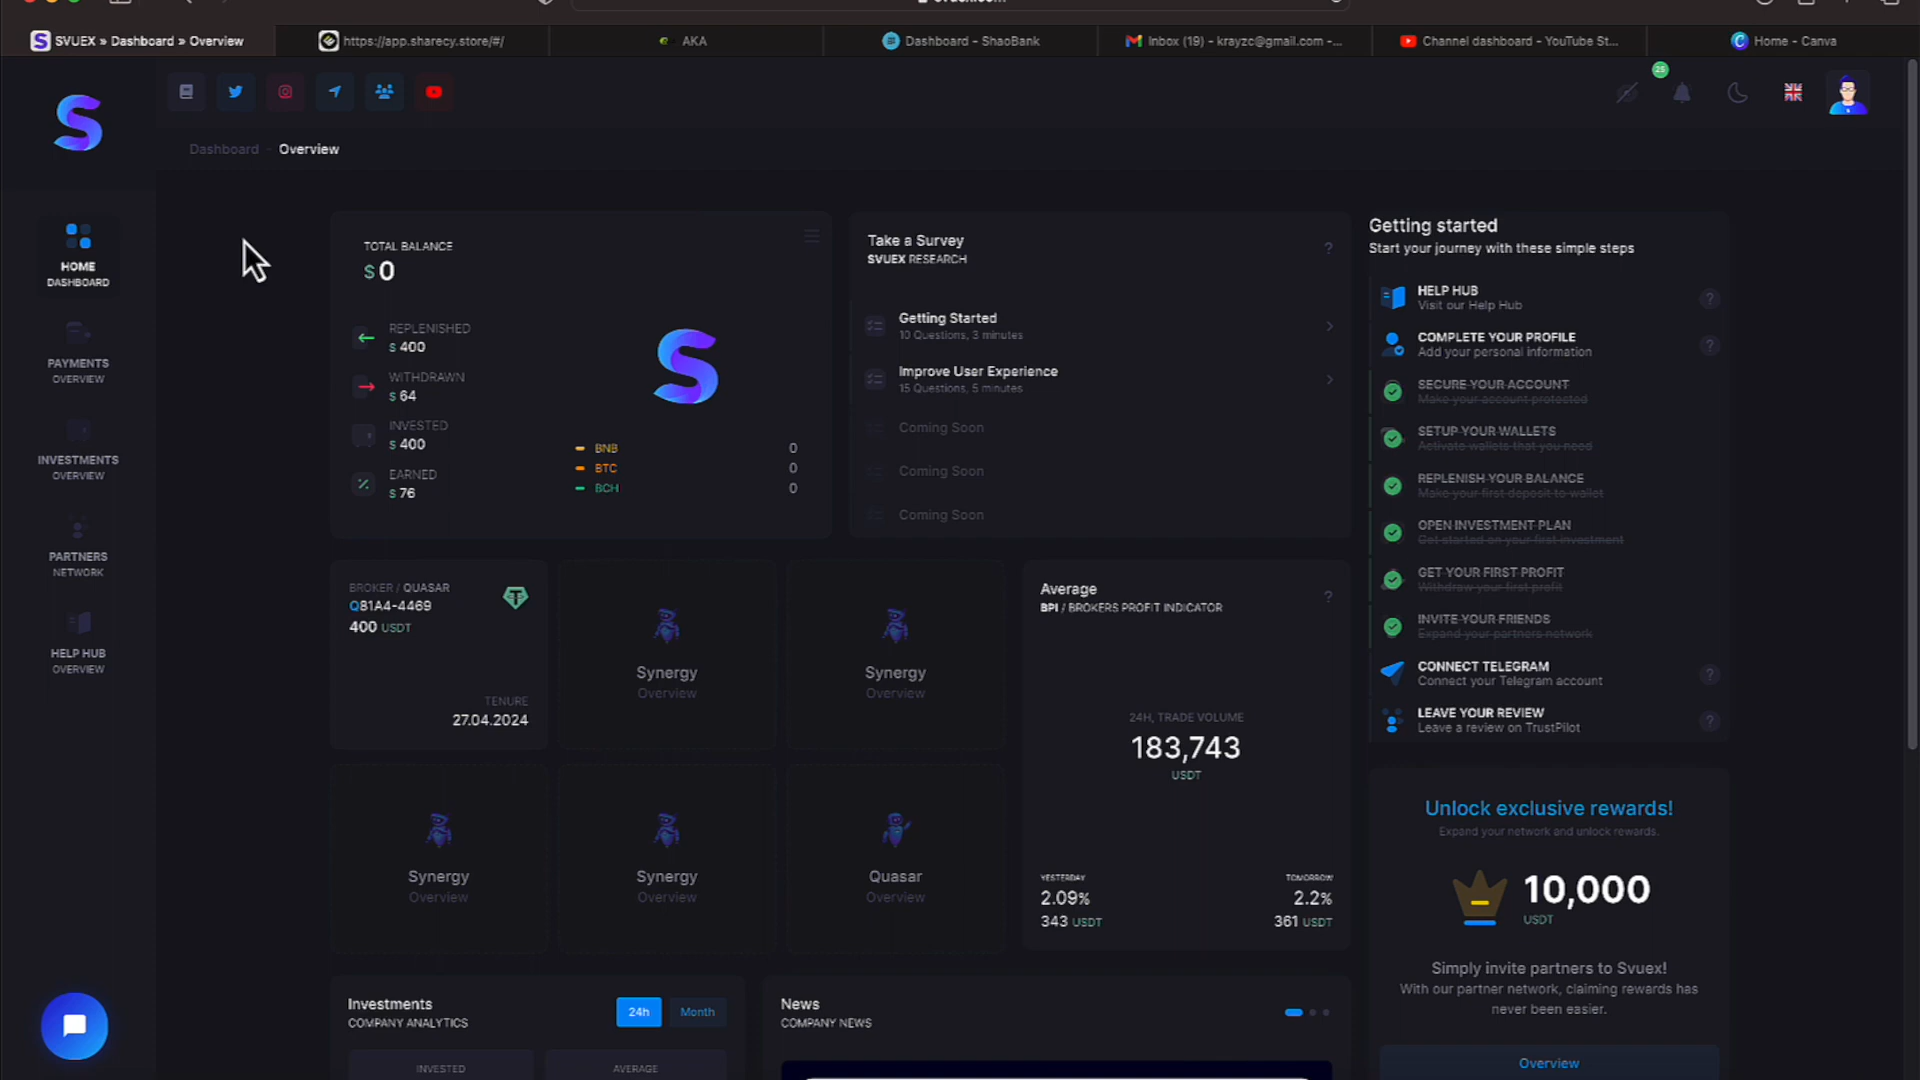 SVUEX » Dashboard » Overview
https://app.sharecy.store/#/
AKA
Dashboard - ShaoBank
Inbox (19) - krayzc@gmail.com -...
Channel dashboard - YouTube St...
Home - Canva
25
Dashboard - Overview
HOME
DASHBOARD
PAYMENTS
OVERVIEW
INVESTMENTS
OVERVIEW
PARTNERS
NETWORK
HELP HUB
OVERVIEW
TOTAL BALANCE
$ 0
REPLENISHED
$ 400
WITHDRAWN
$ 64
INVESTED
$ 400
EARNED
$ 76
BNB 0
BTC 0
BCH 0
Take a Survey
SVUEX RESEARCH
?
Getting Started
10 Questions, 3 minutes
Improve User Experience
15 Questions, 5 minutes
Coming Soon
Coming Soon
Coming Soon
Getting started
Start your journey with these simple steps
HELP HUB
Visit our Help Hub
?
COMPLETE YOUR PROFILE
Add your personal information
?
SECURE YOUR ACCOUNT
Make your account protected
SETUP YOUR WALLETS
Activate wallets that you need
REPLENISH YOUR BALANCE
Make your first deposit to wallet
OPEN INVESTMENT PLAN
Get started on your first investment
GET YOUR FIRST PROFIT
Withdraw your first profit
INVITE YOUR FRIENDS
Expand your partners network
CONNECT TELEGRAM
Connect your Telegram account
?
LEAVE YOUR REVIEW
Leave a review on TrustPilot
?
BROKER / QUASAR
Q81A4-4469
400 USDT
TENURE
27.04.2024
Synergy
Overview
Synergy
Overview
Synergy
Overview
Synergy
Overview
Quasar
Overview
Average
BPI / BROKERS PROFIT INDICATOR
?
24H, TRADE VOLUME
183,743
USDT
YESTERDAY
2.09%
343 USDT
TOMORROW
2.2%
361 USDT
Unlock exclusive rewards!
Expand your network and unlock rewards.
10,000
USDT
Simply invite partners to Svuex!
With our partner network, claiming rewards has
never been easier.
Overview
Investments
COMPANY ANALYTICS
24h
Month
INVESTED
AVERAGE
News
COMPANY NEWS